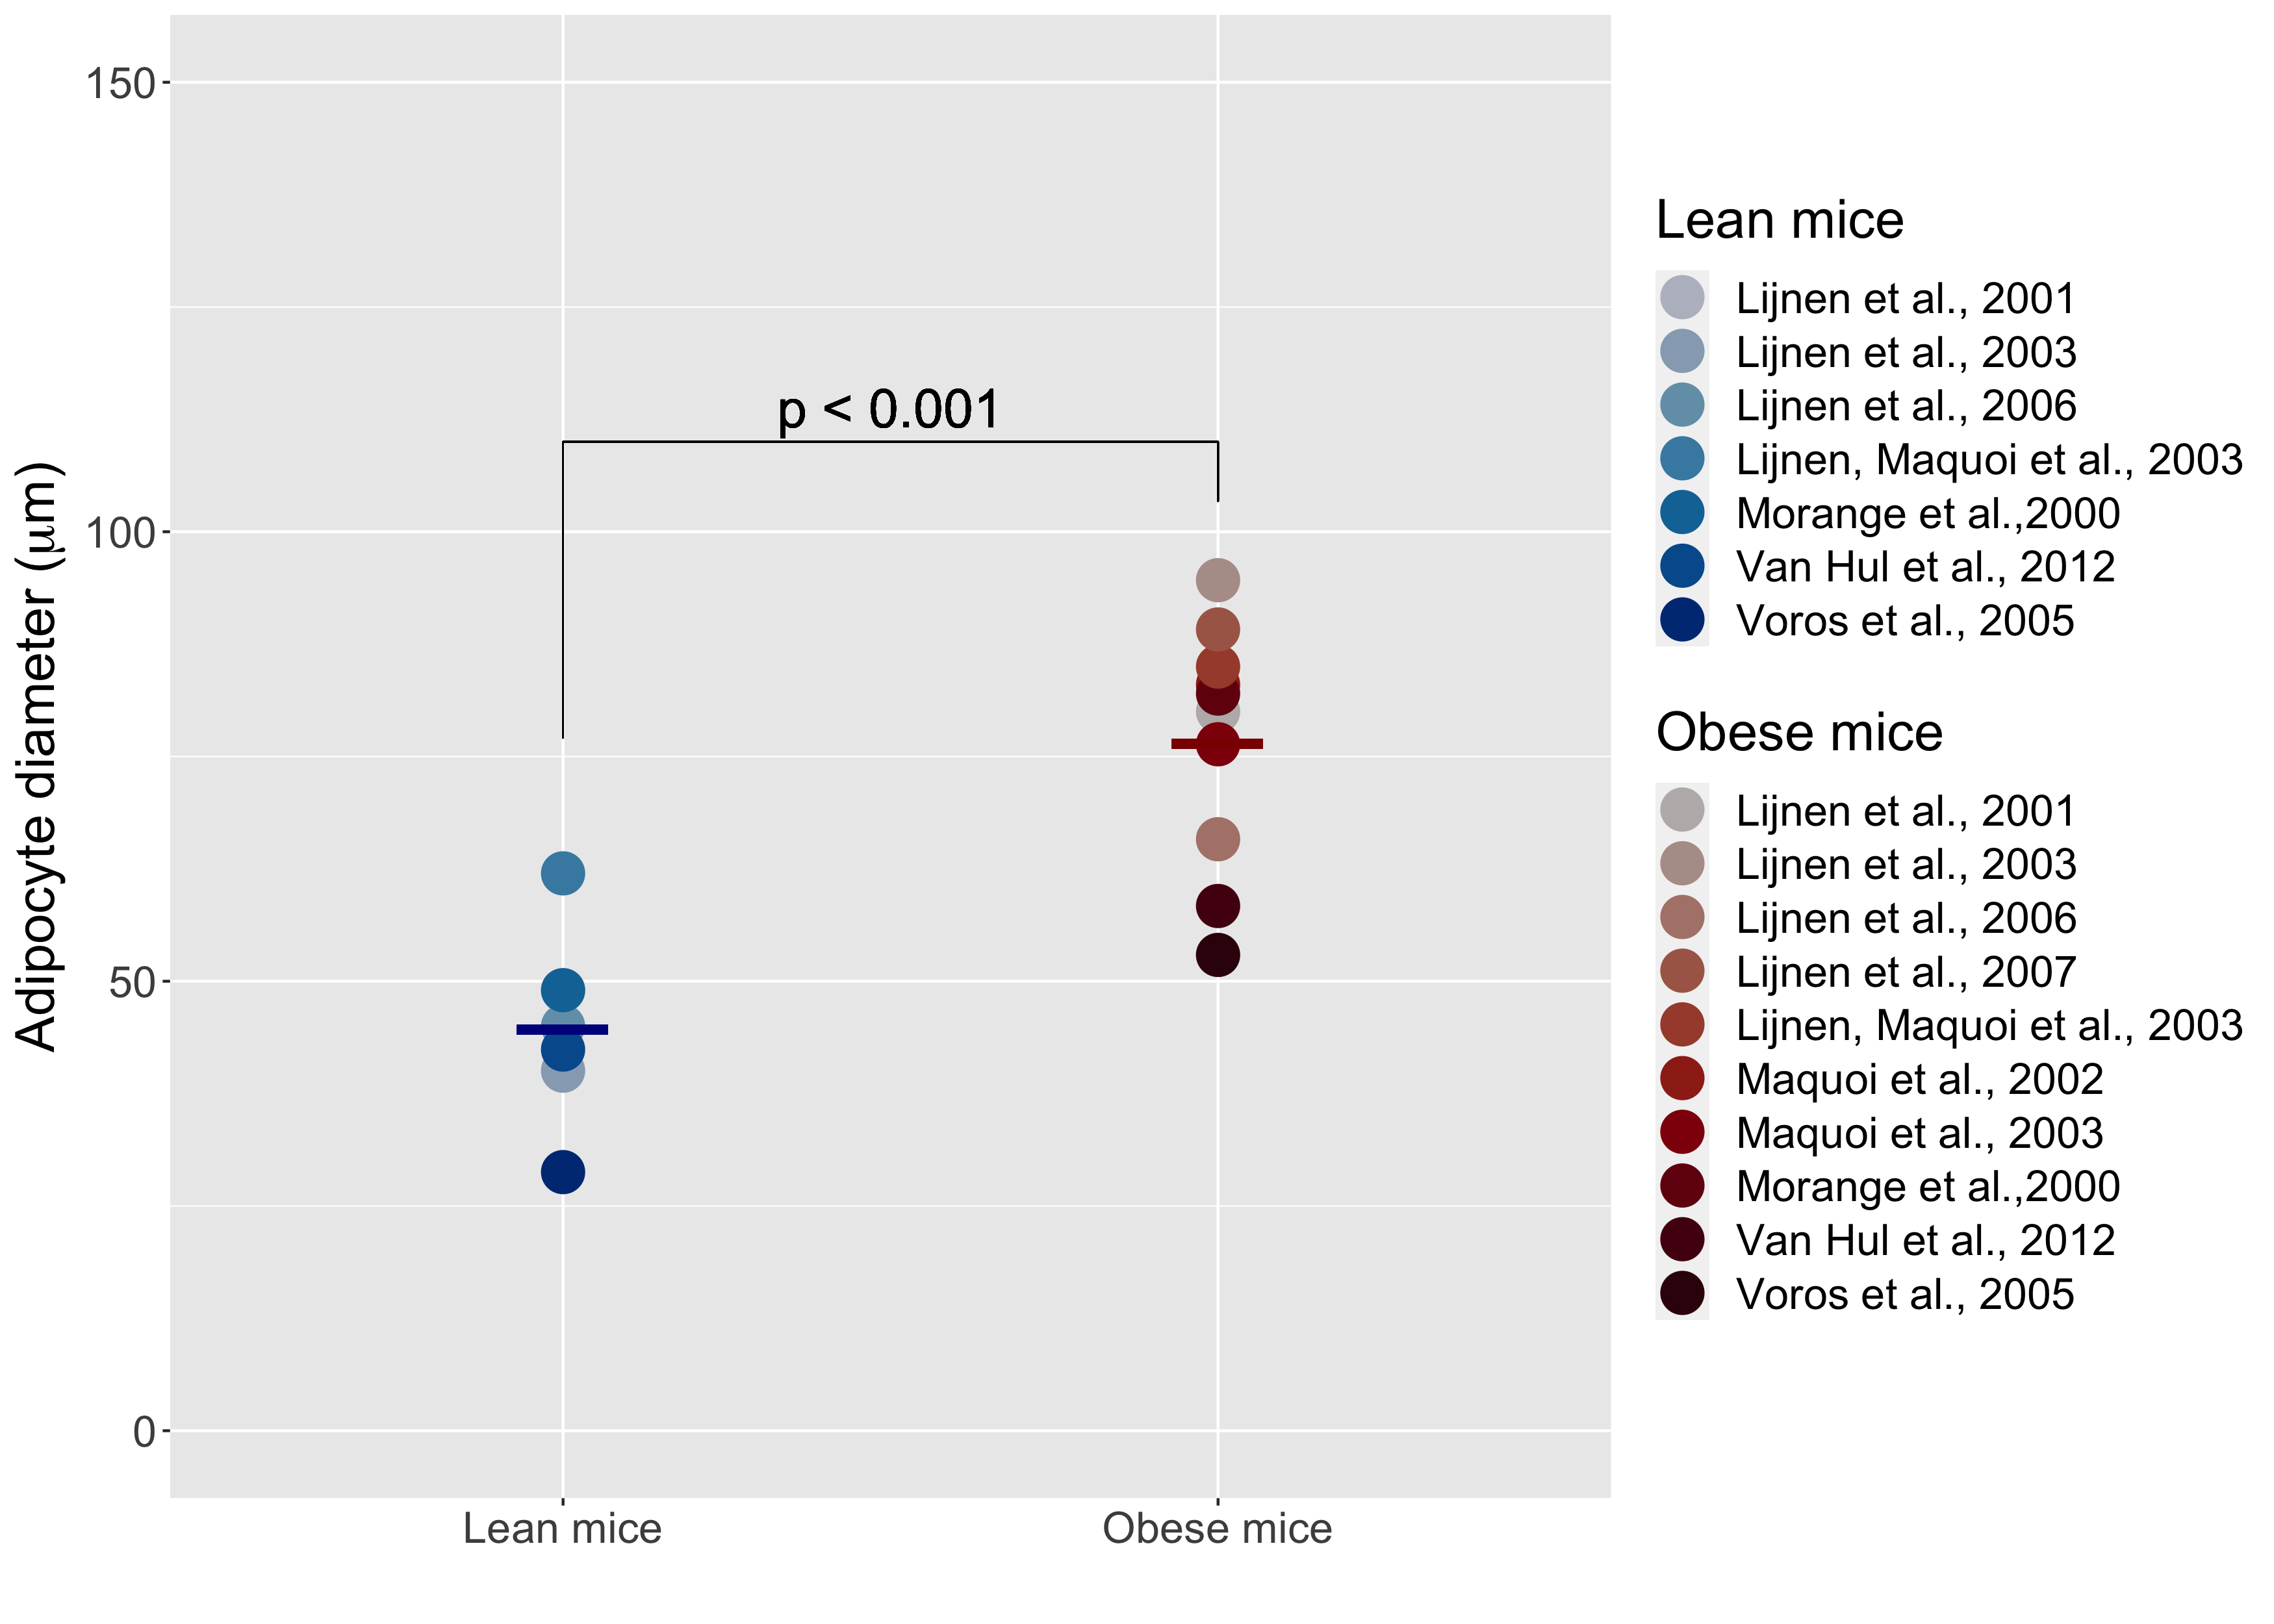 Adipocyte diameter (μm)
150
100
50
0
p < 0.001
Lean mice
Obese mice
Lean mice
Lijnen et al., 2001
Lijnen et al., 2003
Lijnen et al., 2006
Lijnen, Maquoi et al., 2003
Morange et al.,2000
Van Hul et al., 2012
Voros et al., 2005
Obese mice
Lijnen et al., 2001
Lijnen et al., 2003
Lijnen et al., 2006
Lijnen et al., 2007
Lijnen, Maquoi et al., 2003
Maquoi et al., 2002
Maquoi et al., 2003
Morange et al.,2000
Van Hul et al., 2012
Voros et al., 2005